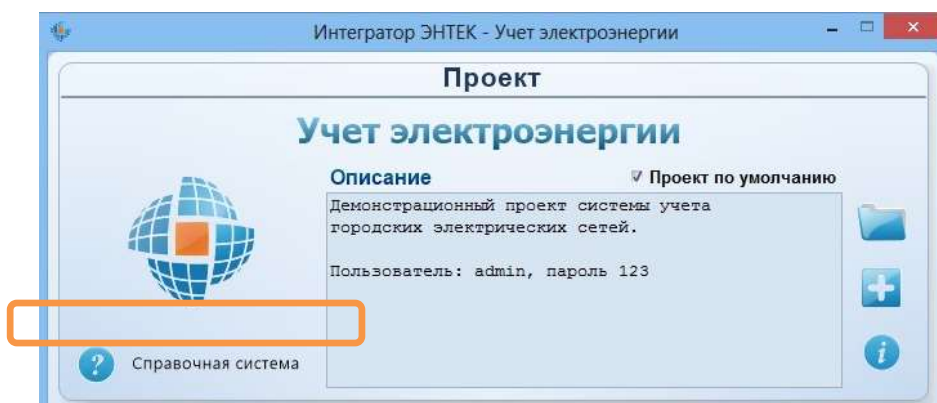 Интегратор ЭНТЕК - Учет электроэнергии
Проект
Учет электроэнергии
Описание
Проект по умолчанию
Демонстрационный проект системы учета
городских электрических сетей.
Пользователь: admin, пароль 123
Справочная система